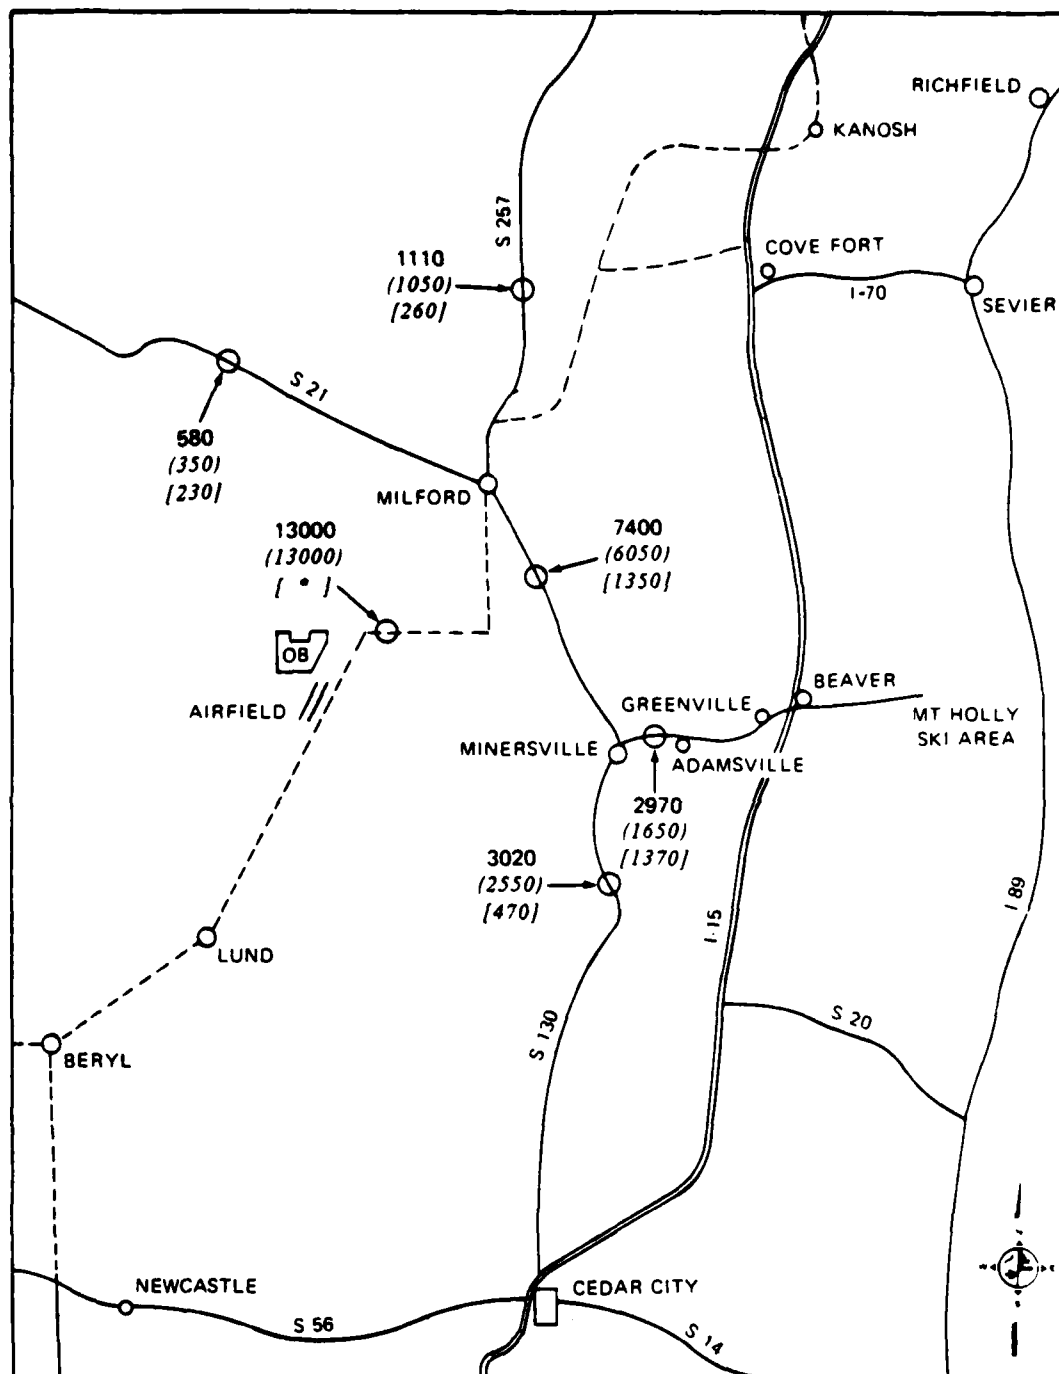 RICHFIELD
KANOSH
S 257
COVE FORT
1110
(1050)
[260]
I-70
SEVIER
S 21
580
(350)
[230]
MILFORD
13000
(13000)
[ * ]
7400
(6050)
[1350]
OB
AIRFIELD
BEAVER
GREENVILLE
MT HOLLY
SKI AREA
MINERSVILLE
ADAMSVILLE
2970
(1650)
[1370]
3020
(2550)
[470]
I 89
I-15
LUND
S 20
S 130
BERYL
NEWCASTLE
CEDAR CITY
S 56
S 14